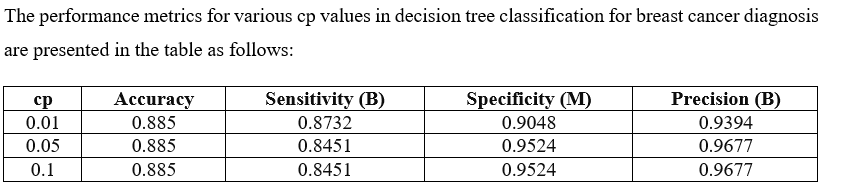 The performance metrics for various cp values in decision tree classification for breast cancer diagnosis
are presented in the table as follows:
cp Accuracy Sensitivity (B) Specificity (M) Precision (B)
0.01 0.885 0.8732 0.9048 0.9394
0.05 0.885 0.8451 0.9524 0.9677
0.1 0.885 0.8451 0.9524 0.9677